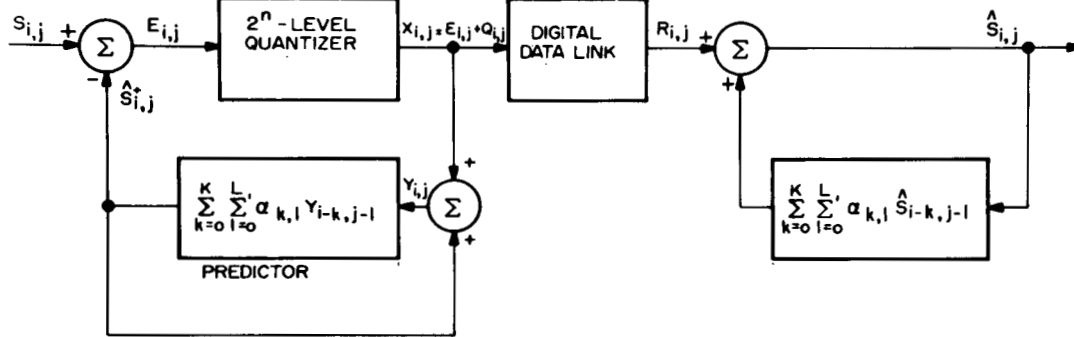 S i,j
+
Σ
−
Ŝ⁺ i,j
E i,j
2ⁿ-LEVEL
QUANTIZER
X i,j = E i,j + Q i,j
DIGITAL
DATA LINK
R i,j
+
Σ
+
Ŝ i,j
K L
Σ Σ' α k,l Y i-k,j-l
k=0 l=0
PREDICTOR
Y i,j
+
Σ
+
K L
Σ Σ' α k,l Ŝ i-k,j-l
k=0 l=0